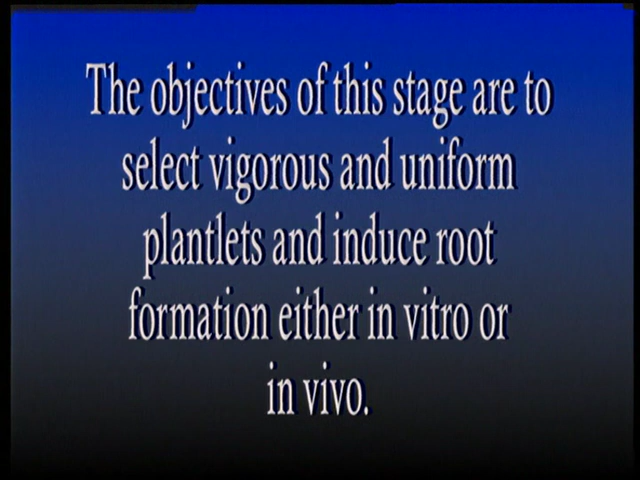 The objectives of this stage are to
select vigorous and uniform
plantlets and induce root
formation either in vitro or
in vivo.